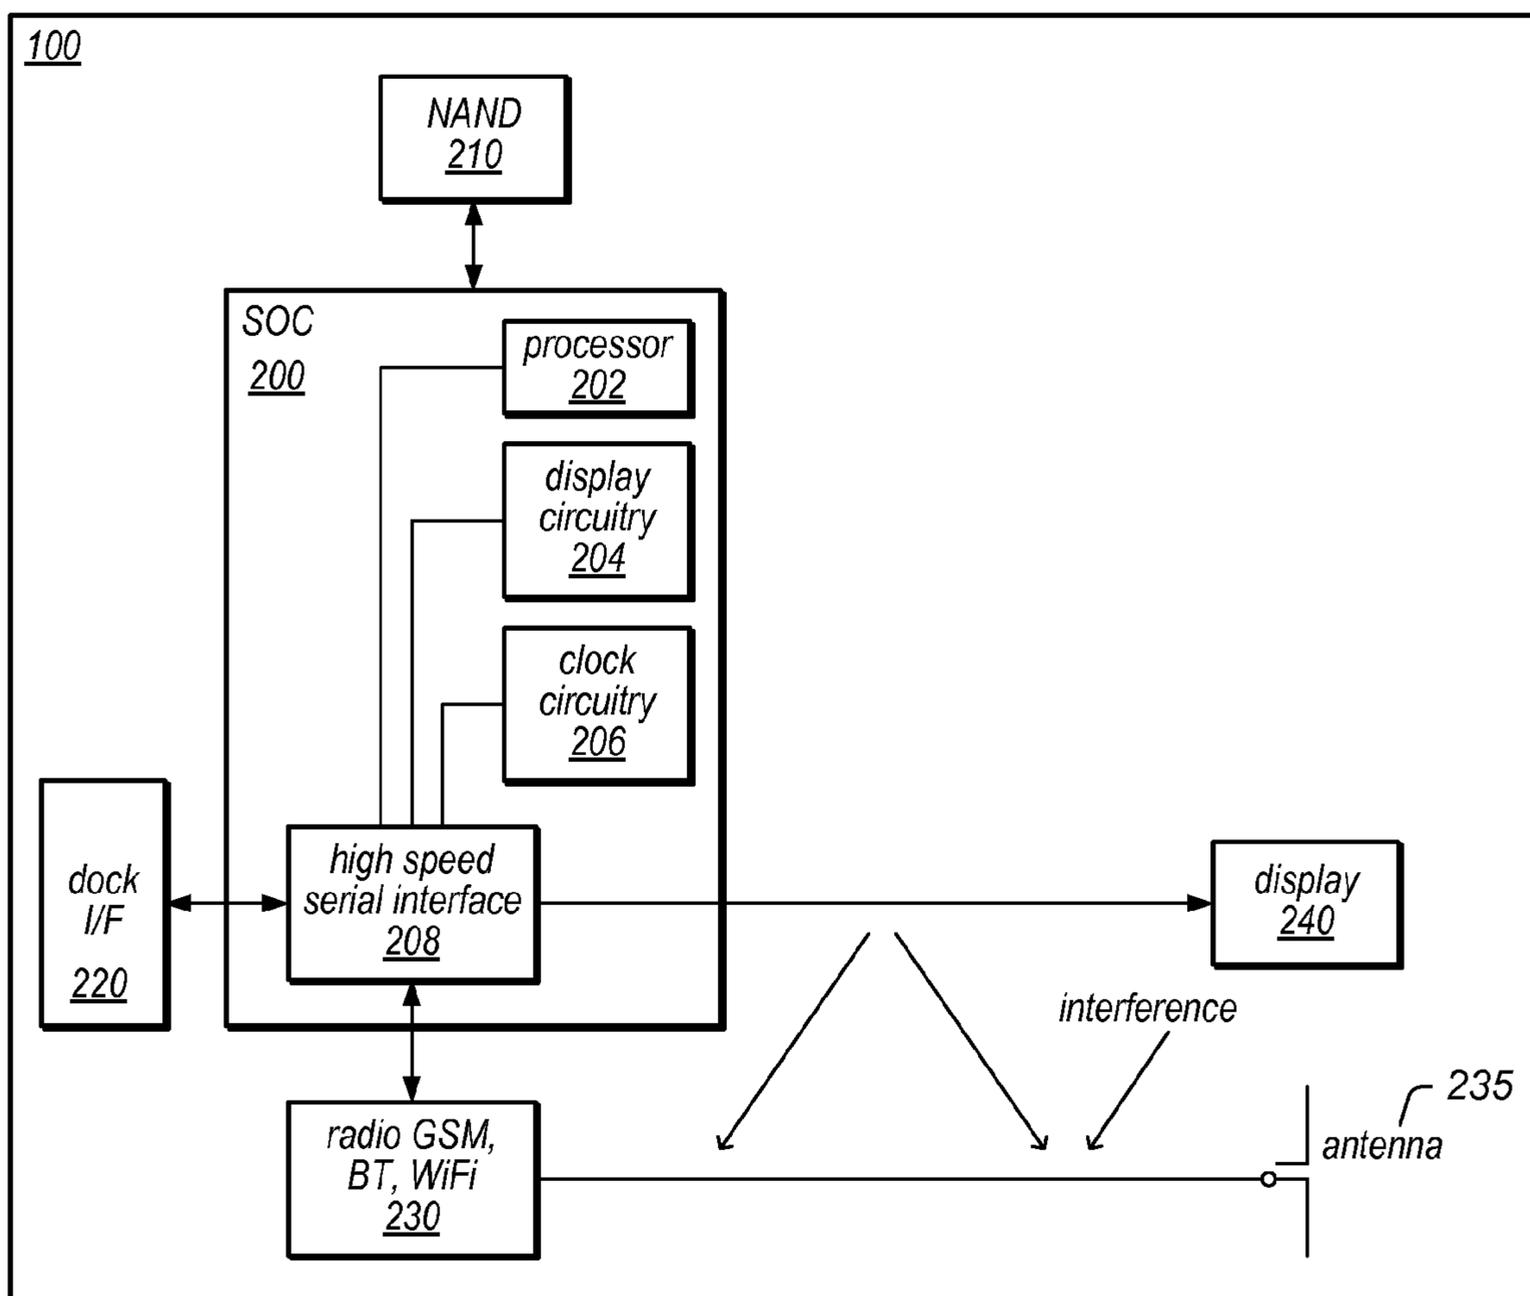 100
NAND
210
SOC
200
processor
202
display
circuitry
204
clock
circuitry
206
dock
I/F
220
high speed
serial interface
208
display
240
interference
radio GSM,
BT, WiFi
230
235
antenna